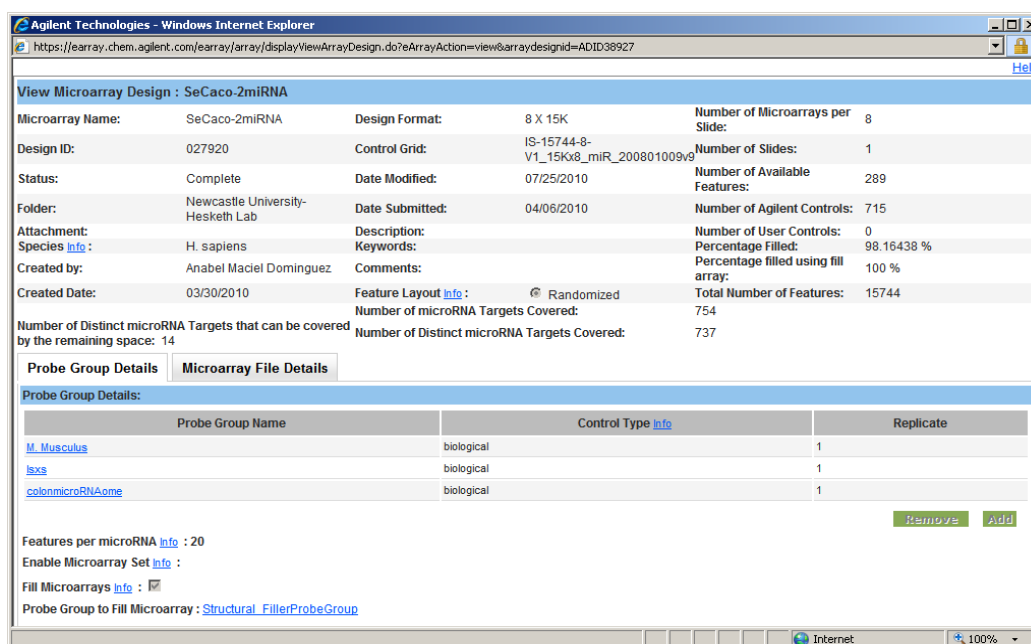 Agilent Technologies - Windows Internet Explorer
https://earray.chem.agilent.com/earray/array/displayViewArrayDesign.do?eArrayAction=view&arraydesignid=ADID38927
Hel
View Microarray Design : SeCaco-2miRNA
Microarray Name: SeCaco-2miRNA Design Format: 8 X 15K Number of Microarrays per Slide: 8
Design ID: 027920 Control Grid: IS-15744-8-V1_15Kx8_miR_200801009v9 Number of Slides: 1
Status: Complete Date Modified: 07/25/2010 Number of Available Features: 289
Folder: Newcastle University-Hesketh Lab Date Submitted: 04/06/2010 Number of Agilent Controls: 715
Attachment: Description: Number of User Controls: 0
Species Info : H. sapiens Keywords: Percentage Filled: 98.16438 %
Created by: Anabel Maciel Dominguez Comments: Percentage filled using fill array: 100 %
Created Date: 03/30/2010 Feature Layout Info : Randomized Total Number of Features: 15744
Number of microRNA Targets Covered: 754
Number of Distinct microRNA Targets that can be covered by the remaining space: 14 Number of Distinct microRNA Targets Covered: 737
Probe Group Details Microarray File Details
Probe Group Details:
Probe Group Name Control Type Info Replicate
M. Musculus biological 1
lsxs biological 1
colonmicroRNAome biological 1
Remove Add
Features per microRNA Info : 20
Enable Microarray Set Info :
Fill Microarrays Info :
Probe Group to Fill Microarray : Structural_FillerProbeGroup
Internet 100%